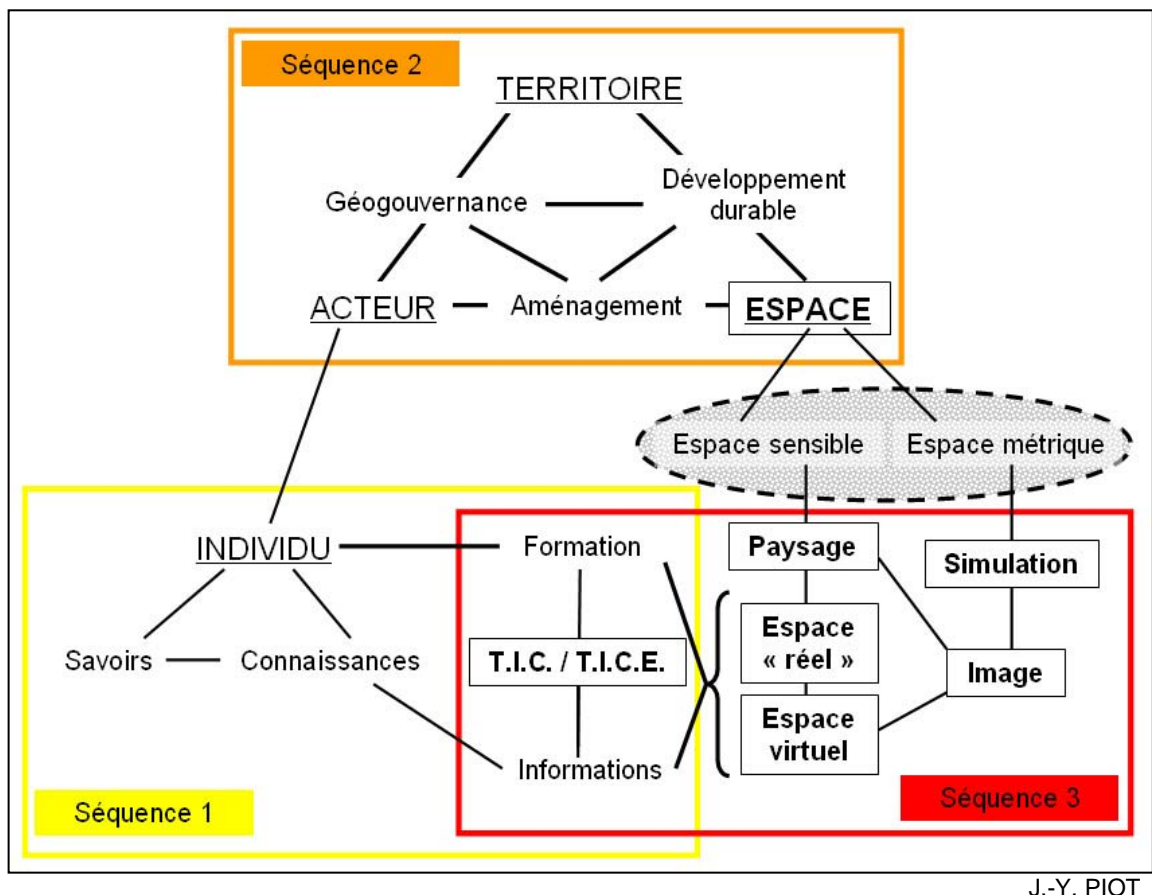 Séquence 2
TERRITOIRE
Géogouvernance
Développement
durable
ACTEUR
Aménagement
ESPACE
Espace sensible
Espace métrique
INDIVIDU
Formation
Paysage
Simulation
Savoirs
Connaissances
T.I.C. / T.I.C.E.
Espace
« réel »
Image
Espace
virtuel
Informations
Séquence 1
Séquence 3
J.-Y. PIOT